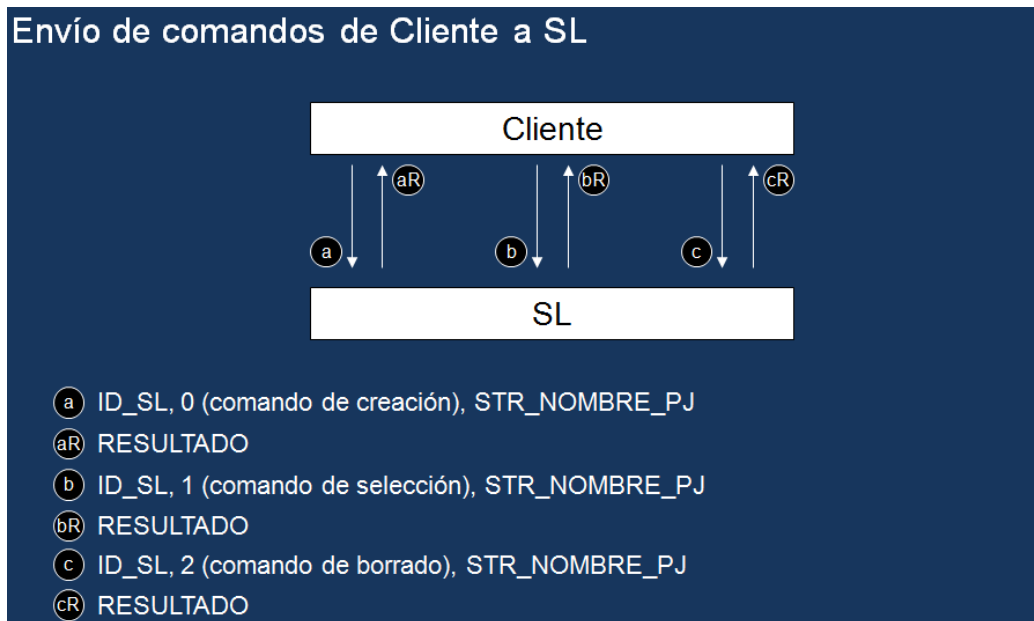 Envío de comandos de Cliente a SL
Cliente
aR bR cR
a b c
SL
a ID_SL, 0 (comando de creación), STR_NOMBRE_PJ
aR RESULTADO
b ID_SL, 1 (comando de selección), STR_NOMBRE_PJ
bR RESULTADO
c ID_SL, 2 (comando de borrado), STR_NOMBRE_PJ
cR RESULTADO